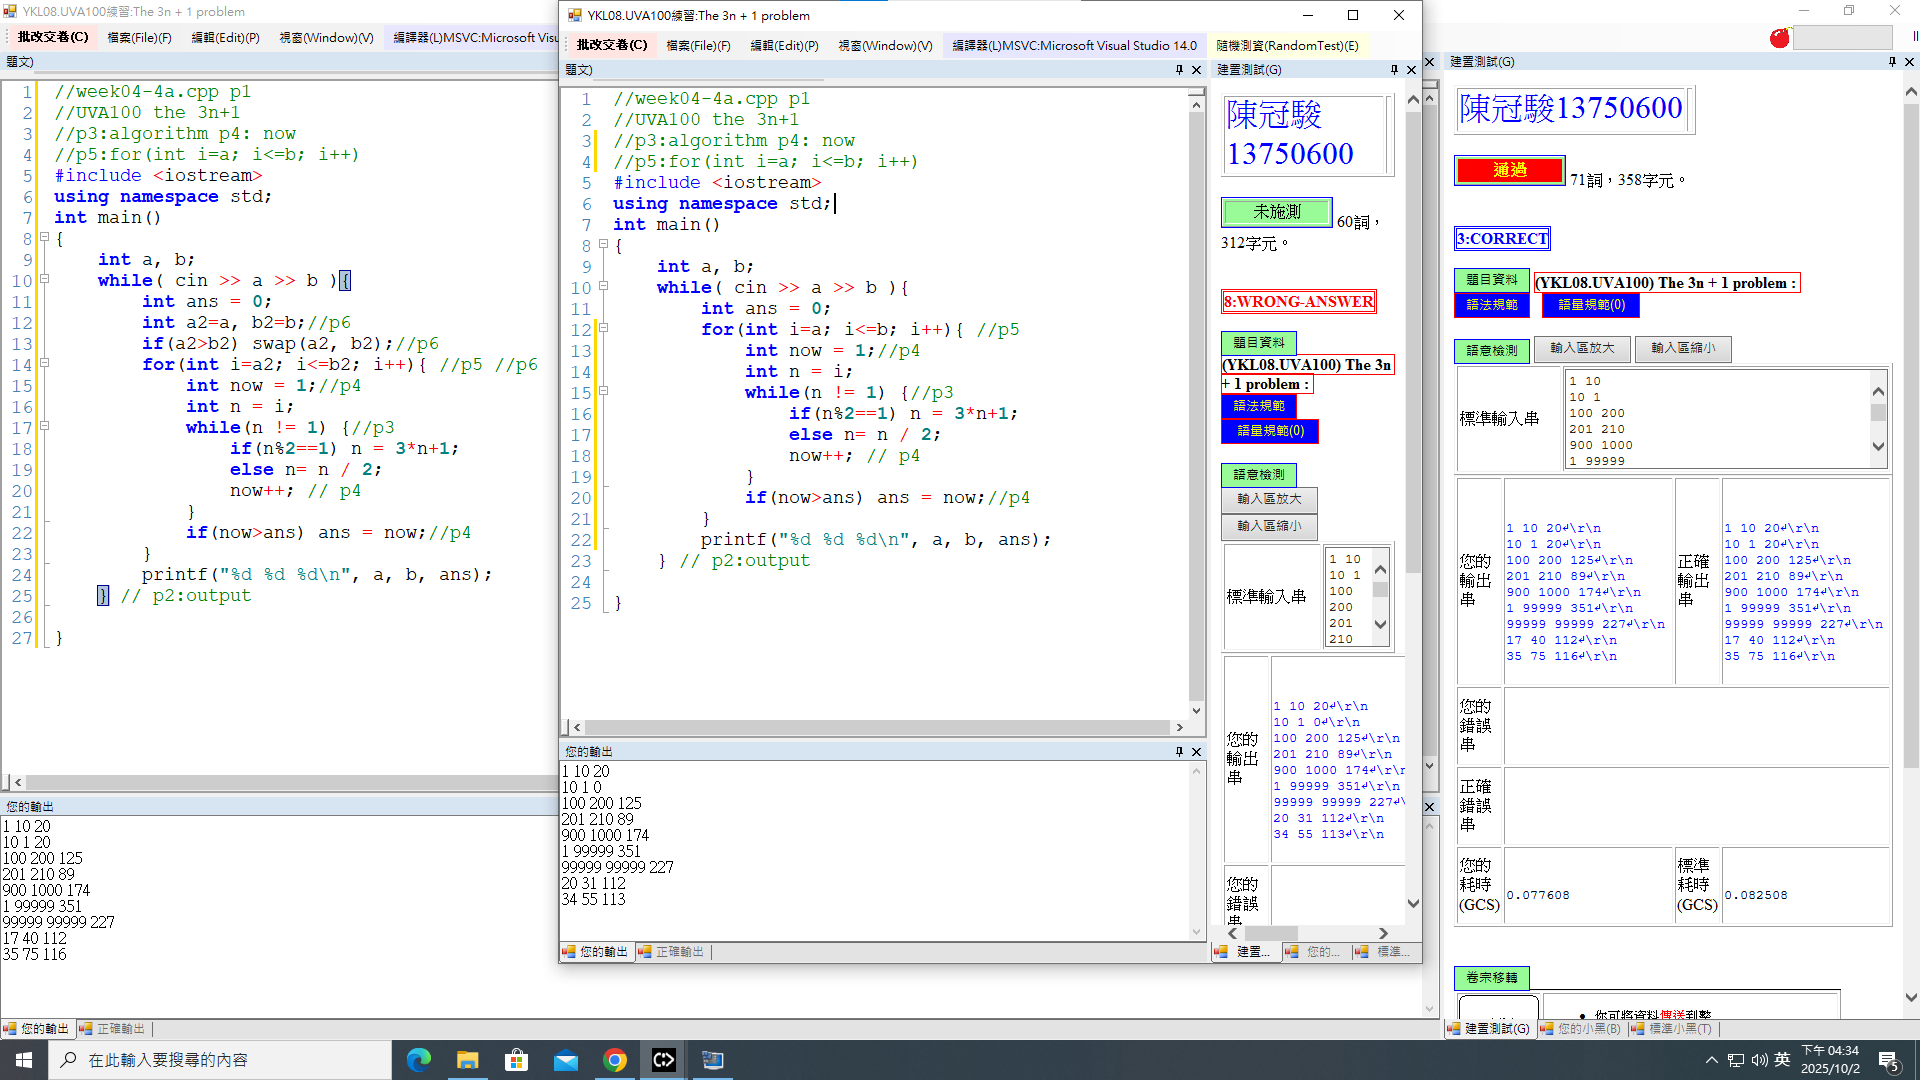 YKL08.UVA100練習:The 3n + 1 problem
批改交卷(C) 檔案(File)(F) 編輯(Edit)(P) 視窗(Window)(V) 編譯器(L)MSVC:Microsoft Visu
題文)
1 //week04-4a.cpp p1
2 //UVA100 the 3n+1
3 //p3:algorithm p4: now
4 //p5:for(int i=a; i<=b; i++)
5 #include <iostream>
6 using namespace std;
7 int main()
8 {
9 int a, b;
10 while( cin >> a >> b ){
11 int ans = 0;
12 int a2=a, b2=b;//p6
13 if(a2>b2) swap(a2, b2);//p6
14 for(int i=a2; i<=b2; i++){ //p5 //p6
15 int now = 1;//p4
16 int n = i;
17 while(n != 1) {//p3
18 if(n%2==1) n = 3*n+1;
19 else n= n / 2;
20 now++; // p4
21 }
22 if(now>ans) ans = now;//p4
23 }
24 printf("%d %d %d\n", a, b, ans);
25 } // p2:output
26
27 }
您的輸出
1 10 20
10 1 20
100 200 125
201 210 89
900 1000 174
1 99999 351
99999 99999 227
17 40 112
35 75 116
您的輸出 正確輸出
YKL08.UVA100練習:The 3n + 1 problem
批改交卷(C) 檔案(File)(F) 編輯(Edit)(P) 視窗(Window)(V) 編譯器(L)MSVC:Microsoft Visual Studio 14.0 隨機測資(RandomTest)(E)
題文)
1 //week04-4a.cpp p1
2 //UVA100 the 3n+1
3 //p3:algorithm p4: now
4 //p5:for(int i=a; i<=b; i++)
5 #include <iostream>
6 using namespace std;
7 int main()
8 {
9 int a, b;
10 while( cin >> a >> b ){
11 int ans = 0;
12 for(int i=a; i<=b; i++){ //p5
13 int now = 1;//p4
14 int n = i;
15 while(n != 1) {//p3
16 if(n%2==1) n = 3*n+1;
17 else n= n / 2;
18 now++; // p4
19 }
20 if(now>ans) ans = now;//p4
21 }
22 printf("%d %d %d\n", a, b, ans);
23 } // p2:output
24
25 }
您的輸出
1 10 20
10 1 0
100 200 125
201 210 89
900 1000 174
1 99999 351
99999 99999 227
20 31 112
34 55 113
您的輸出 正確輸出
建置測試(G)
陳冠駿
13750600
未施測 60詞，
312字元。
8:WRONG-ANSWER
題目資料
(YKL08.UVA100) The 3n
+ 1 problem :
語法規範
語量規範(0)
語意檢測
輸入區放大
輸入區縮小
標準輸入串
1 10
10 1
100
200
201
210
您的輸出串
1 10 20↲\r\n
10 1 0↲\r\n
100 200 125↲\r\n
201 210 89↲\r\n
900 1000 174↲\r\n
1 99999 351↲\r\n
99999 99999 227↲\
20 31 112↲\r\n
34 55 113↲\r\n
您的錯誤串
建置... 您的... 標準...
建置測試(G)
陳冠駿13750600
通過 71詞，358字元。
3:CORRECT
題目資料 (YKL08.UVA100) The 3n + 1 problem :
語法規範 語量規範(0)
語意檢測 輸入區放大 輸入區縮小
標準輸入串
1 10
10 1
100 200
201 210
900 1000
1 99999
您的輸出串
1 10 20↲\r\n
10 1 20↲\r\n
100 200 125↲\r\n
201 210 89↲\r\n
900 1000 174↲\r\n
1 99999 351↲\r\n
99999 99999 227↲\r\n
17 40 112↲\r\n
35 75 116↲\r\n
正確輸出串
1 10 20↲\r\n
10 1 20↲\r\n
100 200 125↲\r\n
201 210 89↲\r\n
900 1000 174↲\r\n
1 99999 351↲\r\n
99999 99999 227↲\r\n
17 40 112↲\r\n
35 75 116↲\r\n
您的錯誤串
正確錯誤串
您的耗時(GCS) 0.077608 標準耗時(GCS) 0.082508
卷宗移轉
你可將資料傳送到整
建置測試(G) 您的小黑(B) 標準小黑(T)
在此輸入要搜尋的內容
英
下午 04:34
2025/10/2
5